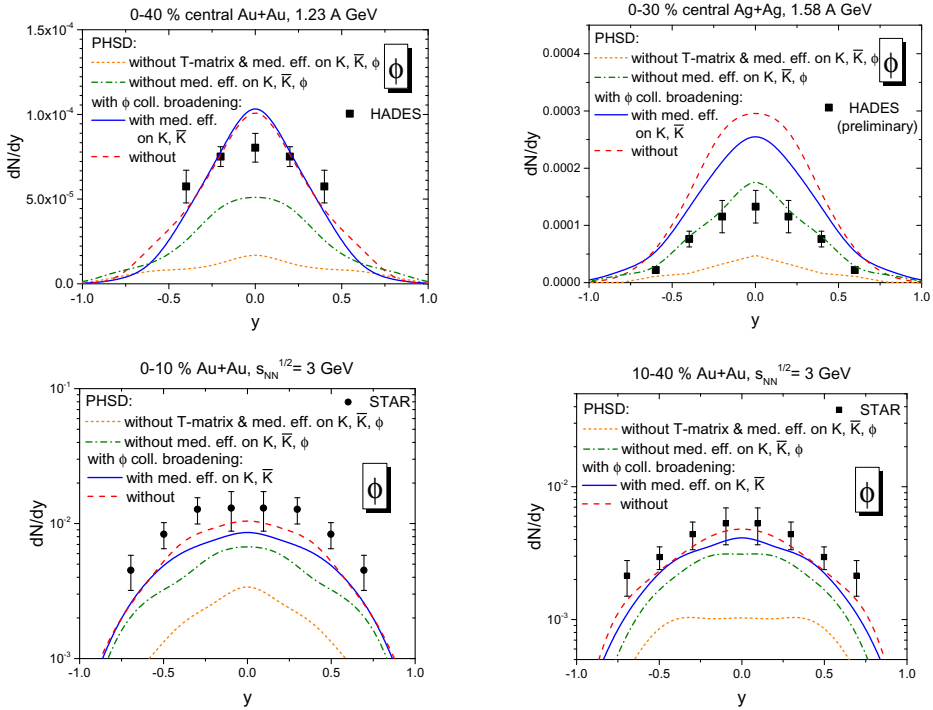 0-40 % central Au+Au, 1.23 A GeV
1.5x10⁻⁴
1.0x10⁻⁴
5.0x10⁻⁵
0.0
dN/dy
PHSD:
without T-matrix & med. eff. on K, K̅, ϕ
without med. eff. on K, K̅, ϕ
with ϕ coll. broadening:
with med. eff.
on K, K̅
without
ϕ
HADES
-1.0 -0.5 0.0 0.5 1.0
y
0-30 % central Ag+Ag, 1.58 A GeV
0.0004
0.0003
0.0002
0.0001
0.0000
dN/dy
PHSD:
without T-matrix & med. eff. on K, K̅, ϕ
without med. eff. on K, K̅, ϕ
with ϕ coll. broadening:
with med. eff.
on K, K̅
without
ϕ
HADES
(preliminary)
-1.0 -0.5 0.0 0.5 1.0
y
0-10 % Au+Au, s_NN^1/2= 3 GeV
10⁻¹
10⁻²
10⁻³
dN/dy
PHSD:
STAR
without T-matrix & med. eff. on K, K̅, ϕ
without med. eff. on K, K̅, ϕ
with ϕ coll. broadening:
with med. eff. on K, K̅
without
ϕ
-1.0 -0.5 0.0 0.5 1.0
y
10-40 % Au+Au, s_NN^1/2= 3 GeV
10⁻²
10⁻³
dN/dy
PHSD:
STAR
without T-matrix & med. eff. on K, K̅, ϕ
without med. eff. on K, K̅, ϕ
with ϕ coll. broadening:
with med. eff. on K, K̅
without
ϕ
-1.0 -0.5 0.0 0.5 1.0
y